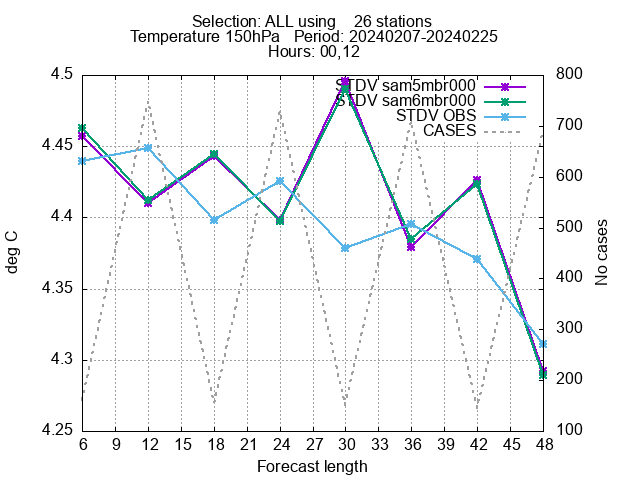 Selection: ALL using    26 stations
Temperature 150hPa   Period: 20240207-20240225
Hours: 00,12
STDV sam5mbr000
STDV sam6mbr000
STDV OBS
CASES
4.5
4.45
4.4
4.35
4.3
4.25
deg C
800
700
600
500
400
300
200
100
No cases
6 9 12 15 18 21 24 27 30 33 36 39 42 45 48
Forecast length